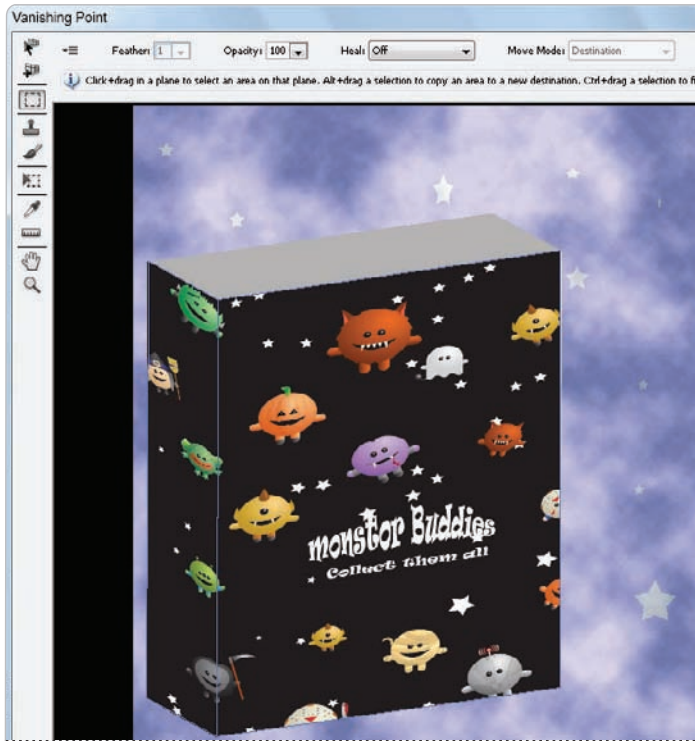 Vanishing Point
Feather: 1 Opacity: 100 Heal: Off Move Mode: Destination
Click+drag in a plane to select an area on that plane. Alt+drag a selection to copy an area to a new destination. Ctrl+drag a selection to fi
monstor Buddies
Collect them all